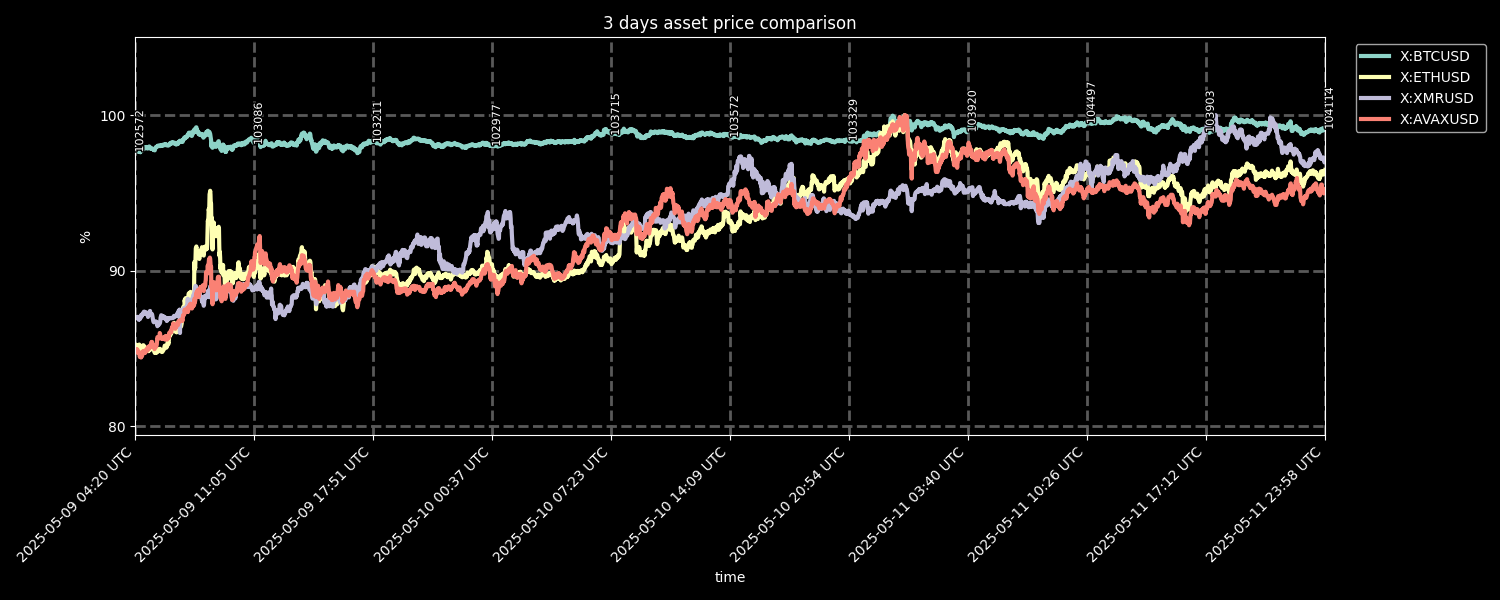 3 days asset price comparison
X:BTCUSD
X:ETHUSD
X:XMRUSD
X:AVAXUSD
100
90
80
%
102572
103086
103211
102977
103715
103572
103329
103920
104497
103903
104114
2025-05-09 04:20 UTC
2025-05-09 11:05 UTC
2025-05-09 17:51 UTC
2025-05-10 00:37 UTC
2025-05-10 07:23 UTC
2025-05-10 14:09 UTC
2025-05-10 20:54 UTC
2025-05-11 03:40 UTC
2025-05-11 10:26 UTC
2025-05-11 17:12 UTC
2025-05-11 23:58 UTC
time